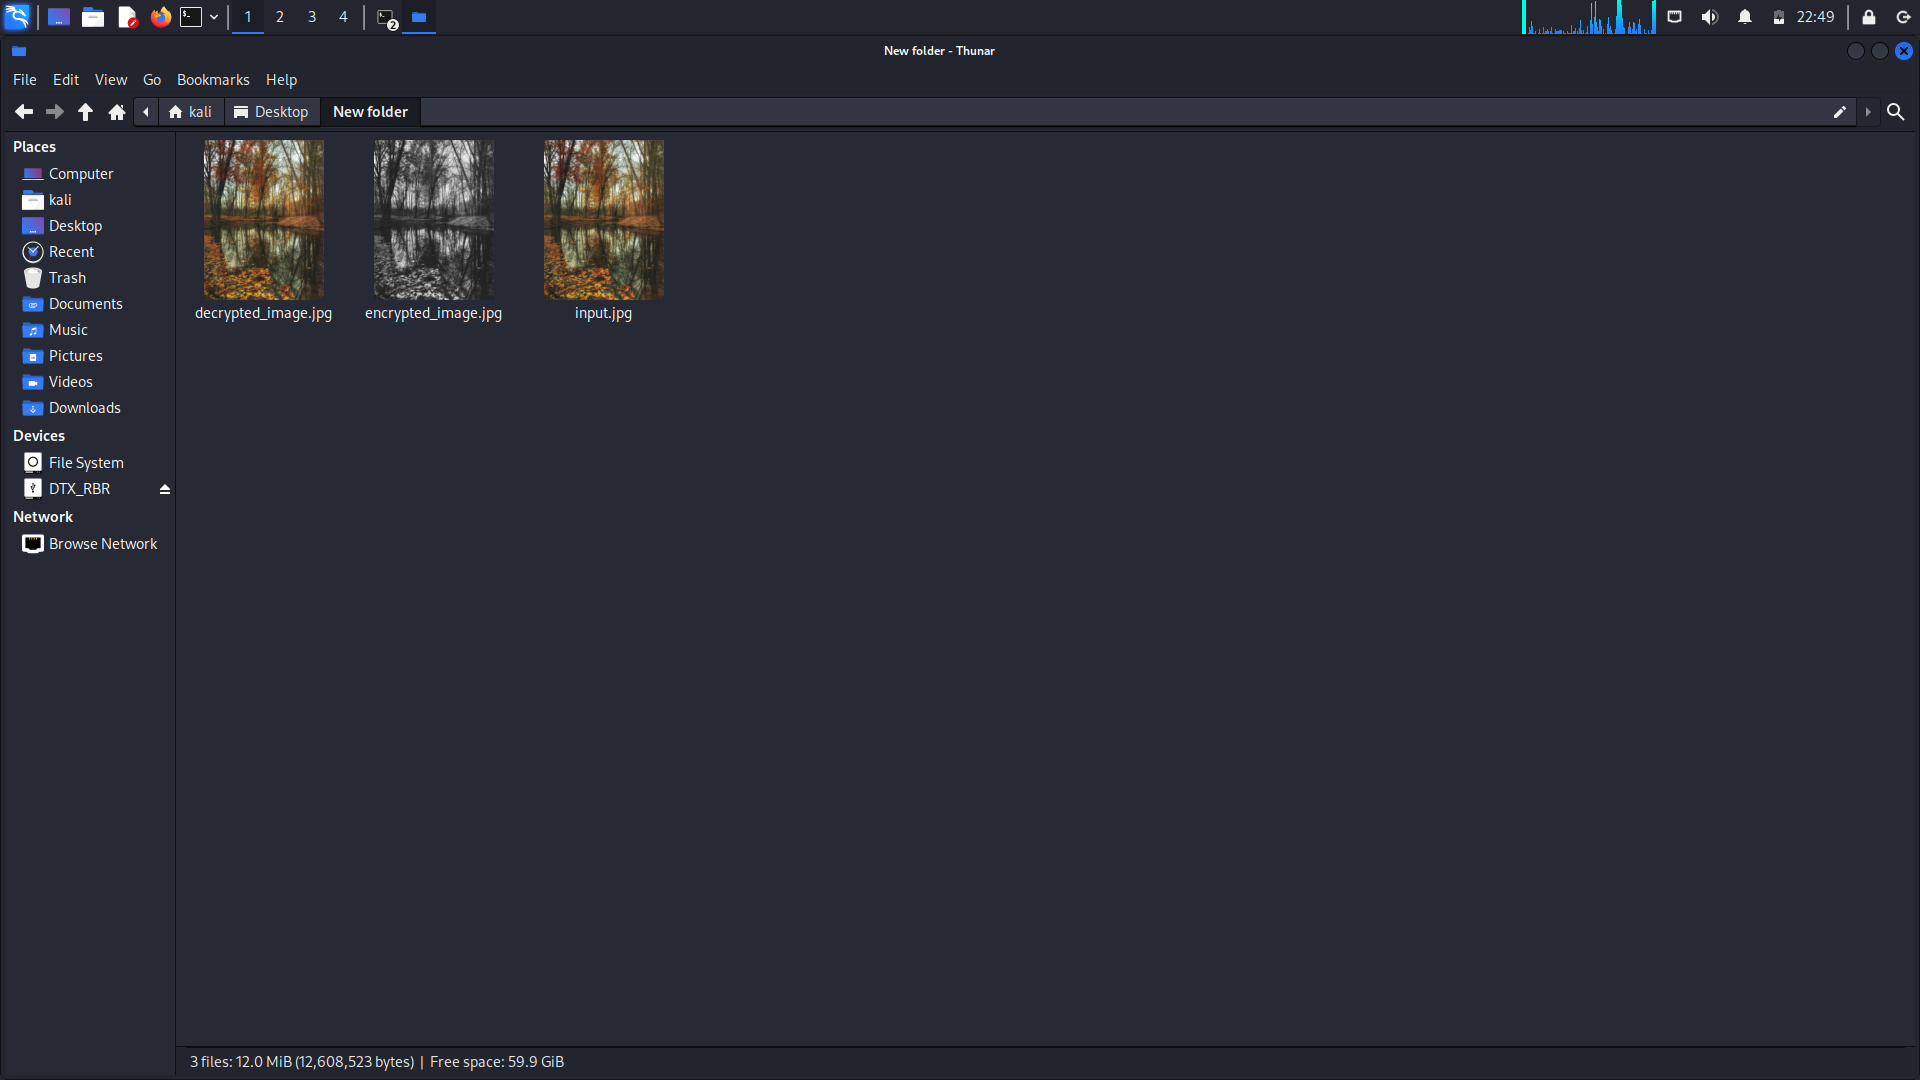 1 2 3 4 2 22:49
New folder - Thunar
File Edit View Go Bookmarks Help
kali Desktop New folder
Places
Computer
kali
Desktop
Recent
Trash
Documents
Music
Pictures
Videos
Downloads
Devices
File System
DTX_RBR
Network
Browse Network
decrypted_image.jpg encrypted_image.jpg input.jpg
3 files: 12.0 MiB (12,608,523 bytes) | Free space: 59.9 GiB